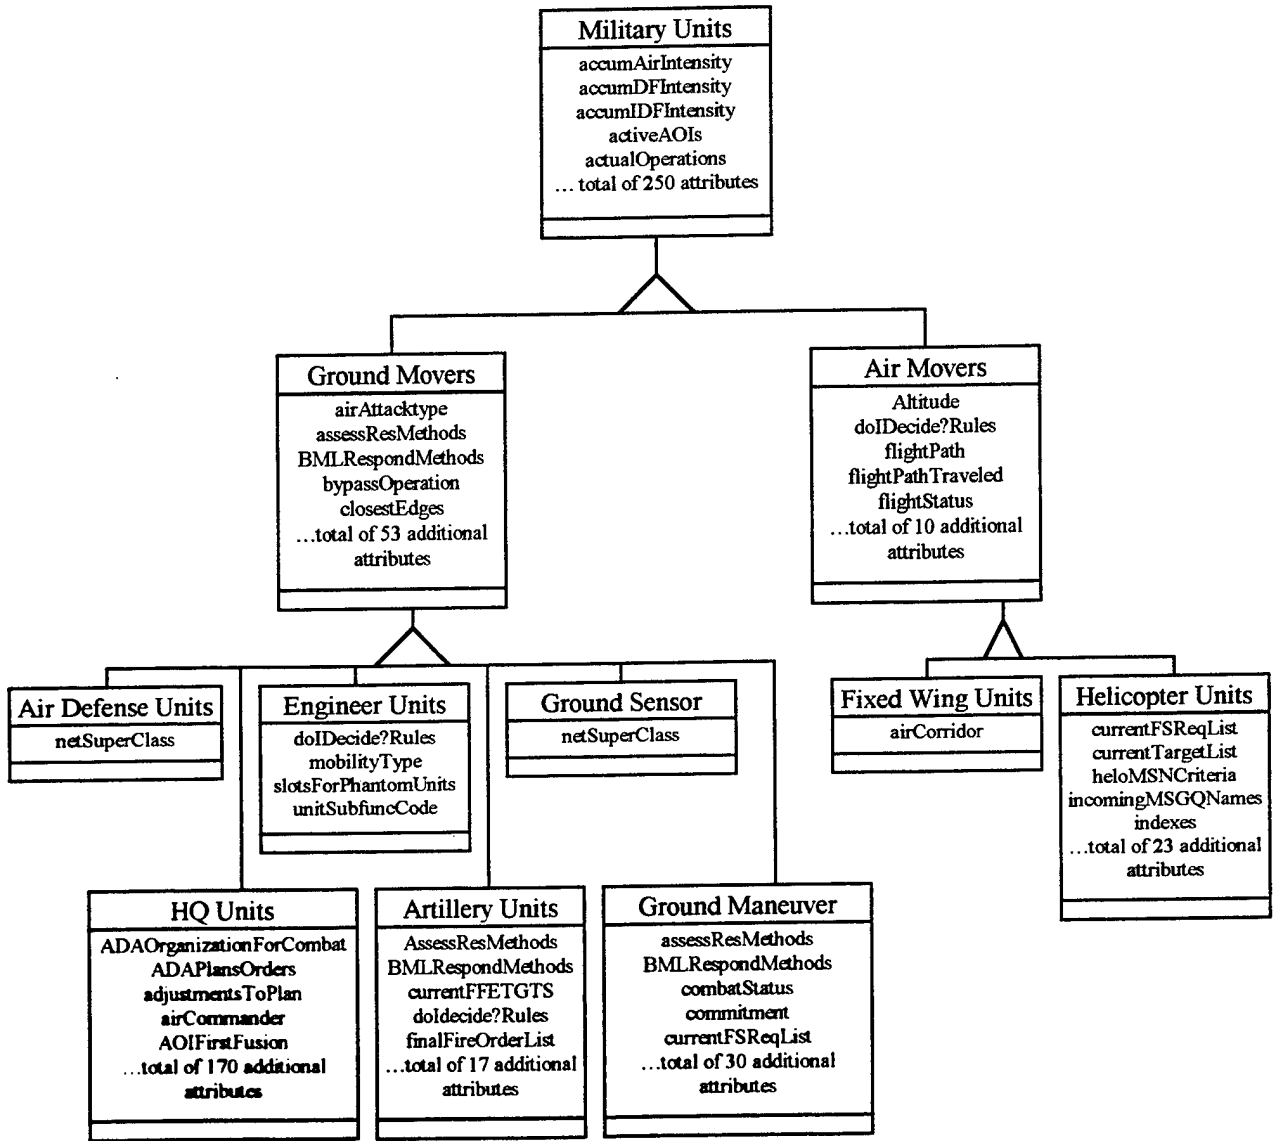 Military Units
accumAirIntensity
accumDFIntensity
accumIDFIntensity
activeAOIs
actualOperations
... total of 250 attributes
Ground Movers
airAttacktype
assessResMethods
BMLRespondMethods
bypassOperation
closestEdges
...total of 53 additional
attributes
Air Movers
Altitude
doIDecide?Rules
flightPath
flightPathTraveled
flightStatus
...total of 10 additional
attributes
Air Defense Units
netSuperClass
Engineer Units
doIDecide?Rules
mobilityType
slotsForPhantomUnits
unitSubfuncCode
Ground Sensor
netSuperClass
Fixed Wing Units
airCorridor
Helicopter Units
currentFSReqList
currentTargetList
heloMSNCriteria
incomingMSGQNames
indexes
...total of 23 additional
attributes
HQ Units
ADAOrganizationForCombat
ADAPlansOrders
adjustmentsToPlan
airCommander
AOIFirstFusion
...total of 170 additional
attributes
Artillery Units
AssessResMethods
BMLRespondMethods
currentFFETGTS
doIdecide?Rules
finalFireOrderList
...total of 17 additional
attributes
Ground Maneuver
assessResMethods
BMLRespondMethods
combatStatus
commitment
currentFSReqList
...total of 30 additional
attributes